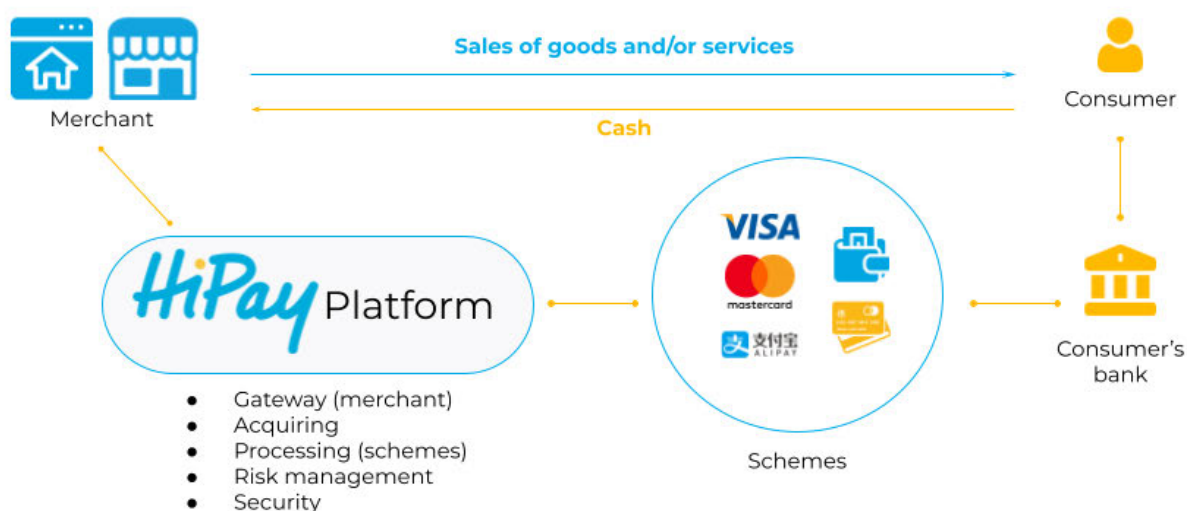 Sales of goods and/or services
Merchant
Consumer
Cash
HiPay Platform
VISA
mastercard
支付宝
ALIPAY
Consumer's
bank
Schemes
● Gateway (merchant)
● Acquiring
● Processing (schemes)
● Risk management
● Security